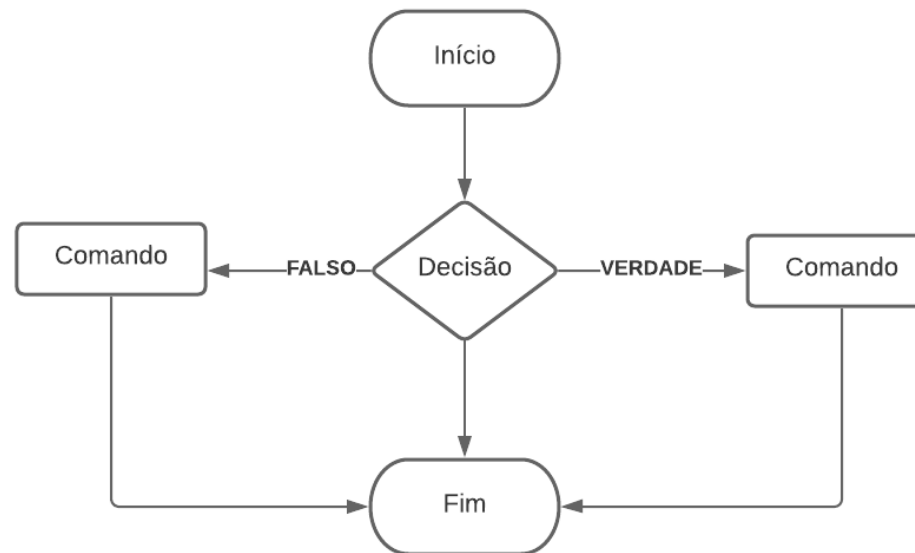 Início
Comando
FALSO
Decisão
VERDADE
Comando
Fim